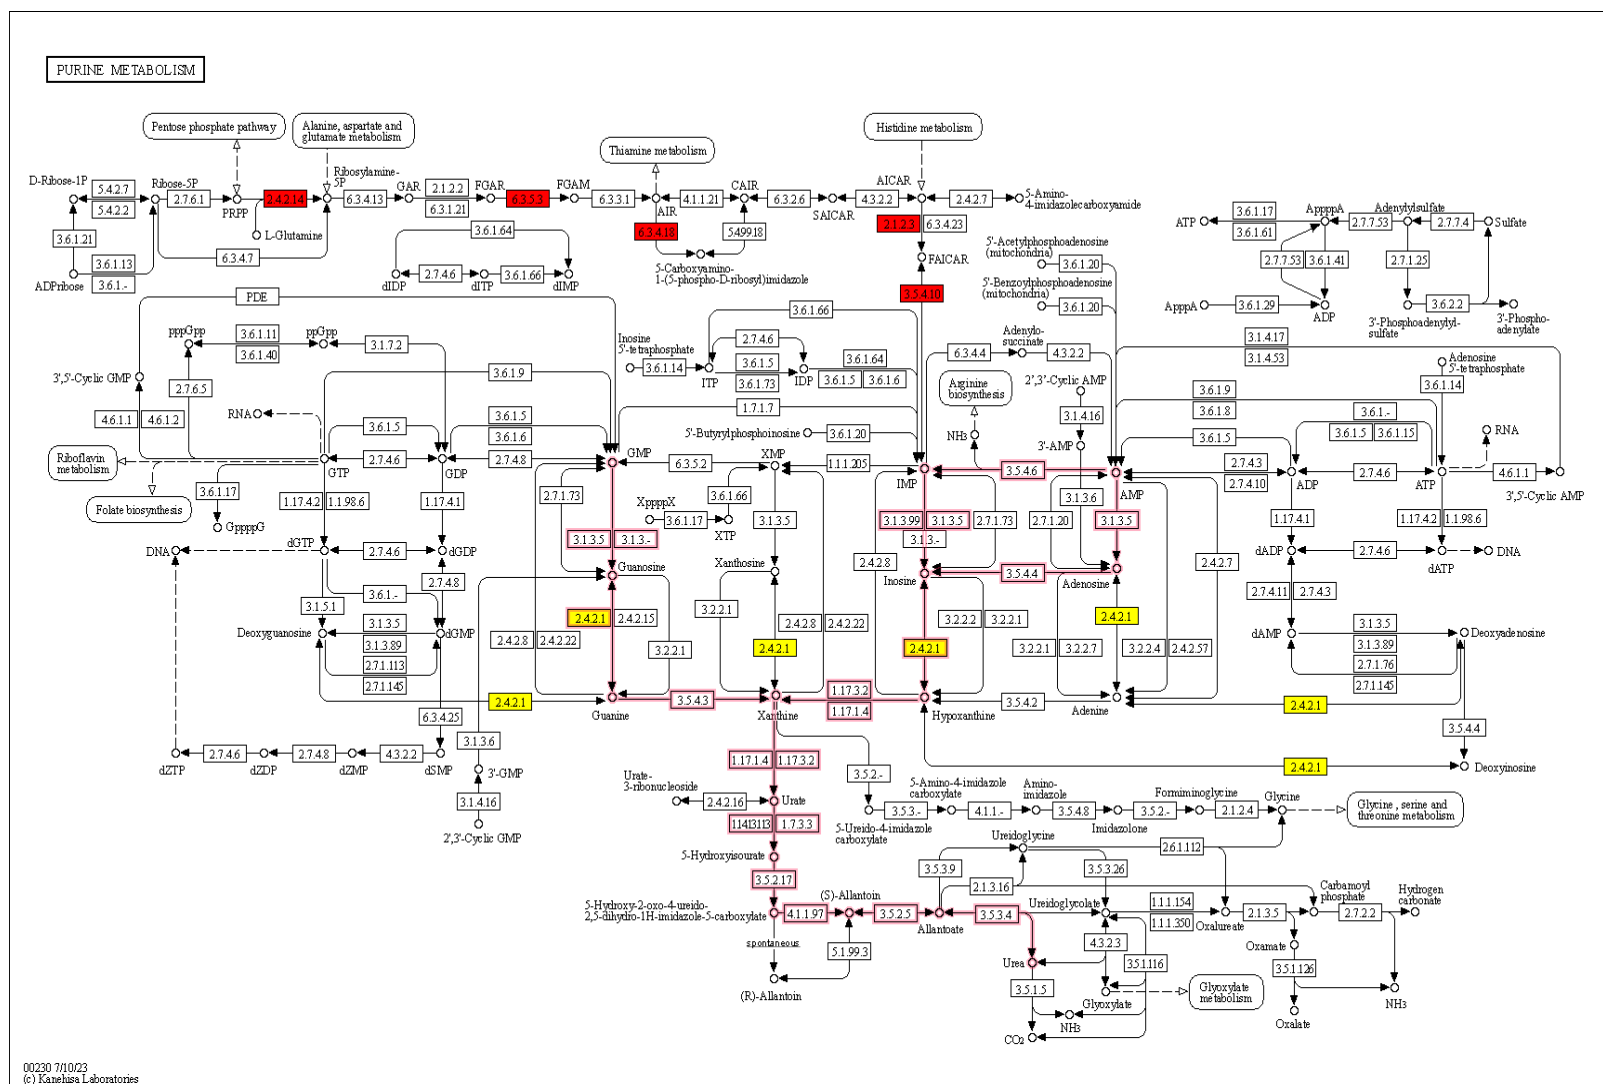 PURINE METABOLISM
Pentose phosphate pathway
Alanine, aspartate and
glutamate metabolism
Thiamine metabolism
Histidine metabolism
D-Ribose-1P
5.4.2.7
5.4.2.2
Ribose-5P
2.7.6.1
PRPP
2.4.2.14
Ribosylamine-
5P
6.3.4.13
GAR
2.1.2.2
6.3.1.21
FGAR
6.3.5.3
FGAM
6.3.3.1
AIR
4.1.1.21
CAIR
6.3.2.6
SAICAR
4.3.2.2
AICAR
2.4.2.7
5-Amino-
4-imidazolecarboxyamide
L-Glutamine
3.6.1.21
6.3.4.7
3.6.1.13
3.6.1.-
ADPribose
3.6.1.64
dIDP
2.7.4.6
dITP
3.6.1.66
dIMP
6.3.4.18
5.4.99.18
5-Carboxyamino-
1-(5-phospho-D-ribosyl)imidazole
2.1.2.3
6.3.4.23
FAICAR
3.5.4.10
5'-Acetylphosphoadenosine
(mitochondria)
3.6.1.20
5'-Benzoylphosphoadenosine
(mitochondria)
3.6.1.20
ATP
3.6.1.17
3.6.1.61
AppppA
2.7.7.53
Adenylylsulfate
2.7.7.4
Sulfate
2.7.7.53
3.6.1.41
2.7.1.25
ApppA
3.6.1.29
ADP
3'-Phosphoadenylyl-
sulfate
3.6.2.2
3'-Phospho-
adenylate
PDE
pppGpp
3.6.1.11
3.6.1.40
ppGpp
3.1.7.2
3',5'-Cyclic GMP
2.7.6.5
3.6.1.9
4.6.1.1
4.6.1.2
RNA
3.6.1.5
3.6.1.5
3.6.1.6
Inosine
5'-tetraphosphate
3.6.1.14
ITP
3.6.1.66
2.7.4.6
3.6.1.5
3.6.1.73
IDP
3.6.1.64
3.6.1.5
3.6.1.6
6.3.4.4
Adenylo-
succinate
4.3.2.2
3.1.4.17
3.1.4.53
Adenosine
5'-tetraphosphate
3.6.1.14
Arginine
biosynthesis
2',3'-Cyclic AMP
3.1.4.16
3'-AMP
NH3
3.6.1.9
3.6.1.8
3.6.1.5
3.6.1.-
3.6.1.5
3.6.1.15
RNA
1.7.1.7
5'-Butyrylphosphoinosine
3.6.1.20
Riboflavin
metabolism
Folate biosynthesis
GTP
2.7.4.6
GDP
2.7.4.8
GMP
6.3.5.2
XMP
1.1.1.205
IMP
3.5.4.6
AMP
2.7.4.3
2.7.4.10
ADP
2.7.4.6
ATP
4.6.1.1
3',5'-Cyclic AMP
3.6.1.17
GppppG
1.17.4.2
1.1.98.6
1.17.4.1
2.7.1.73
XppppX
3.6.1.17
3.6.1.66
XTP
3.1.3.5
3.1.3.5
3.1.3.-
3.1.3.99
3.1.3.5
3.1.3.-
2.7.1.73
2.7.1.20
3.1.3.6
3.1.3.5
1.17.4.1
1.17.4.2
1.1.98.6
DNA
dGTP
2.7.4.6
dGDP
2.7.4.8
Guanosine
Xanthosine
2.4.2.8
Inosine
3.5.4.4
Adenosine
2.4.2.7
dADP
2.7.4.6
dATP
DNA
3.6.1.-
3.1.5.1
3.1.3.5
3.1.3.89
2.7.1.113
2.7.1.145
Deoxyguanosine
dGMP
2.4.2.1
2.4.2.15
2.4.2.8
2.4.2.22
3.2.2.1
3.2.2.1
2.4.2.1
2.4.2.8
2.4.2.22
2.4.2.1
3.2.2.2
3.2.2.1
2.4.2.1
3.2.2.1
3.2.2.7
3.2.2.4
2.4.2.57
2.7.4.11
2.7.4.3
dAMP
3.1.3.5
3.1.3.89
2.7.1.76
2.7.1.145
Deoxyadenosine
2.4.2.1
Guanine
3.5.4.3
Xanthine
1.17.3.2
1.17.1.4
Hypoxanthine
3.5.4.2
Adenine
2.4.2.1
6.3.4.25
3.5.4.4
dZTP
2.7.4.6
dZDP
2.7.4.8
dZMP
4.3.2.2
dSMP
3.1.3.6
3'-GMP
3.1.4.16
2',3'-Cyclic GMP
2.4.2.1
Deoxyinosine
1.17.1.4
1.17.3.2
3.5.2.-
Urate-
3-ribonucleoside
2.4.2.16
Urate
1.14.13.113
1.7.3.3
5-Hydroxyisourate
3.5.2.17
5-Ureido-4-imidazole
carboxylate
3.5.3.-
5-Amino-4-imidazole
carboxylate
4.1.1.-
Amino-
imidazole
3.5.4.8
Imidazolone
3.5.2.-
Formiminoglycine
2.1.2.4
Glycine
Glycine, serine and
threonine metabolism
Ureidoglycine
2.6.1.112
3.5.3.9
2.1.3.16
3.5.3.26
5-Hydroxy-2-oxo-4-ureido-
2,5-dihydro-1H-imidazole-5-carboxylate
4.1.1.97
(S)-Allantoin
3.5.2.5
Allantoate
3.5.3.4
Ureidoglycolate
1.1.1.154
1.1.1.350
Oxalureate
2.1.3.5
Carbamoyl
phosphate
2.7.2.2
Hydrogen
carbonate
spontaneous
5.1.99.3
(R)-Allantoin
Urea
4.3.2.3
3.5.1.116
3.5.1.5
Glyoxylate
Glyoxylate
metabolism
NH3
CO2
Oxamate
3.5.1.126
Oxalate
NH3
00230 7/10/23
(c) Kanehisa Laboratories